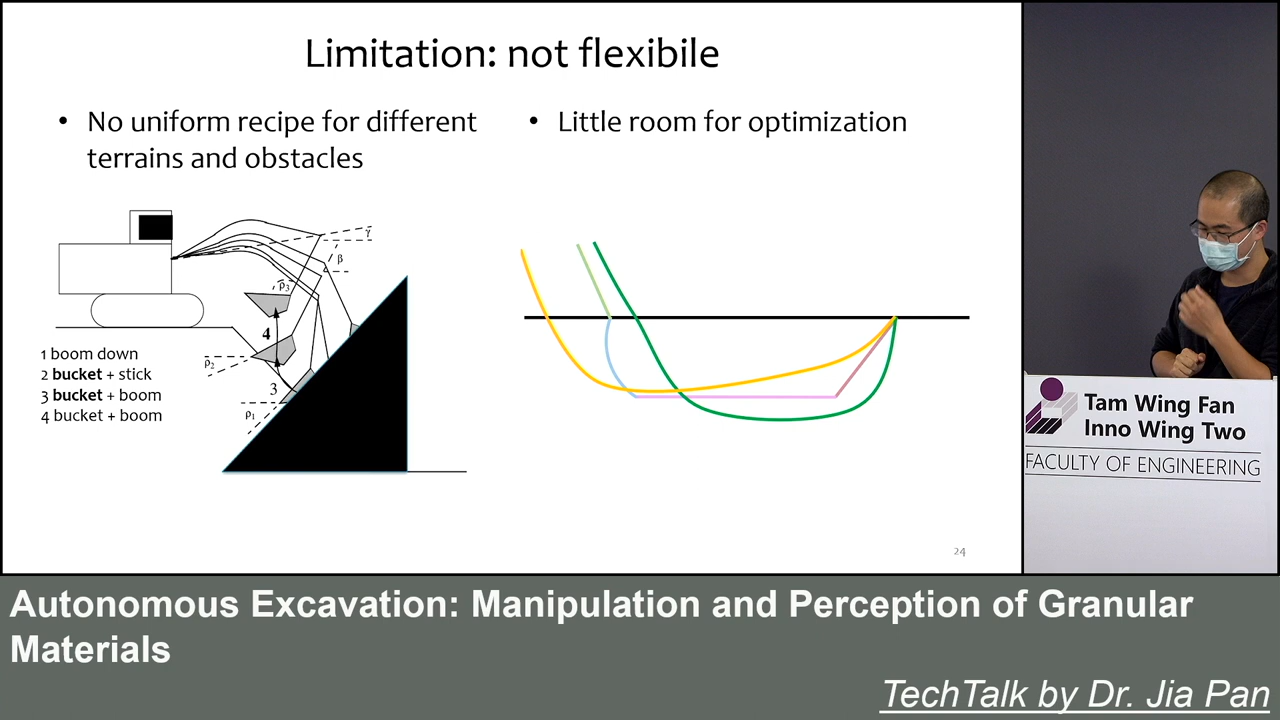 Limitation: not flexibile
• No uniform recipe for different
terrains and obstacles
• Little room for optimization
γ
β
ρ3
4
ρ2
3
ρ1
1 boom down
2 bucket + stick
3 bucket + boom
4 bucket + boom
24
Tam Wing Fan
Inno Wing Two
FACULTY OF ENGINEERING
Autonomous Excavation: Manipulation and Perception of Granular
Materials
TechTalk by Dr. Jia Pan